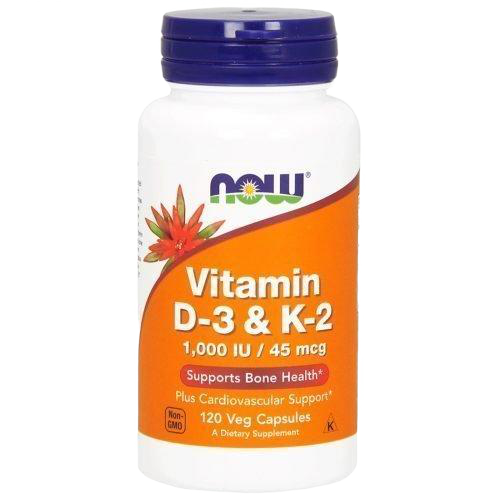 NOW®
Vitamin
D-3 & K-2
1,000 IU / 45 mcg
Supports Bone Health*
Plus Cardiovascular Support*
120 Veg Capsules
A Dietary Supplement
Non-
GMO
K